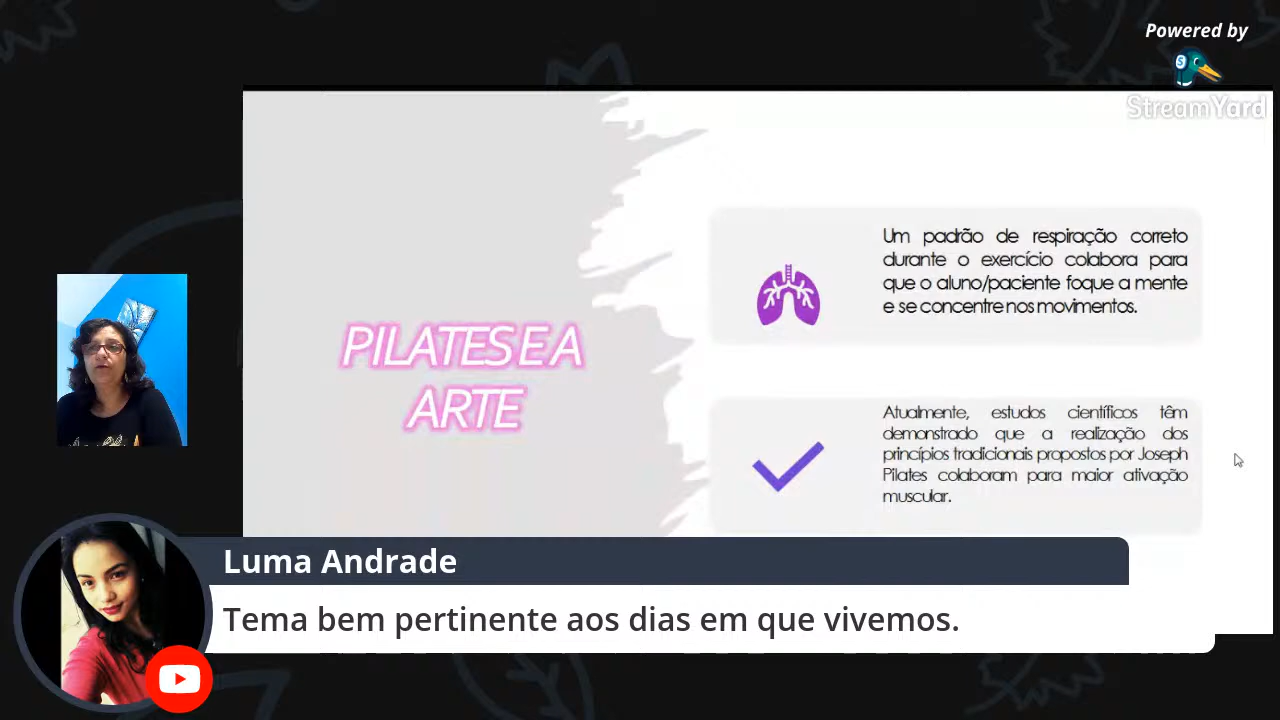 Powered by
StreamYard
PILATES E A
ARTE
Um padrão de respiração correto
durante o exercício colabora para
que o aluno/paciente foque a mente
e se concentre nos movimentos.
Atualmente, estudos científicos têm
demonstrado que a realização dos
princípios tradicionais propostos por Joseph
Pilates colaboram para maior ativação
muscular.
Luma Andrade
Tema bem pertinente aos dias em que vivemos.